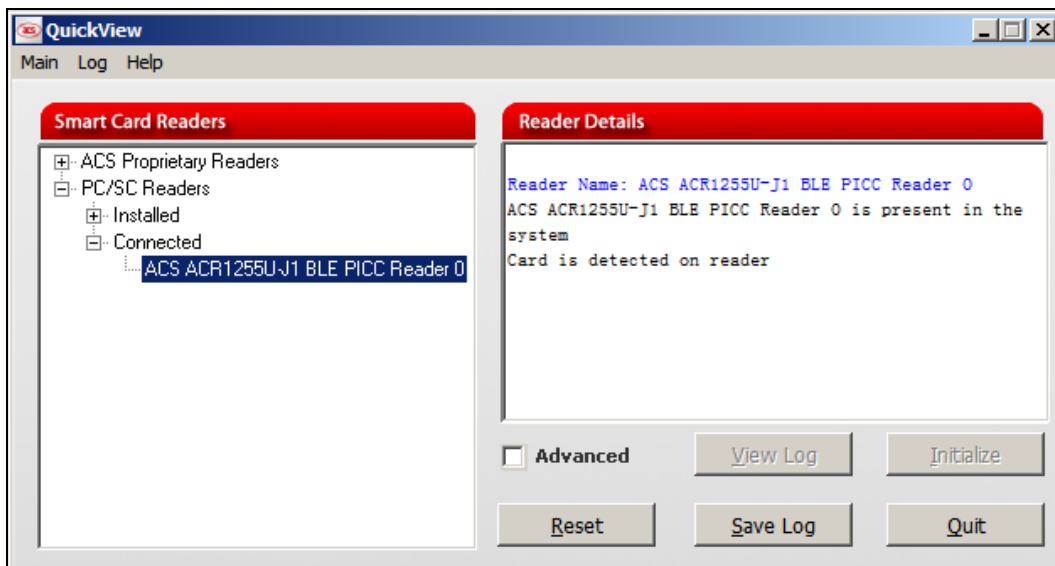 QuickView
Main Log Help
Smart Card Readers
ACS Proprietary Readers
PC/SC Readers
Installed
Connected
ACS ACR1255U-J1 BLE PICC Reader 0
Reader Details
Reader Name: ACS ACR1255U-J1 BLE PICC Reader 0
ACS ACR1255U-J1 BLE PICC Reader 0 is present in the
system
Card is detected on reader
Advanced
View Log
Initialize
Reset
Save Log
Quit